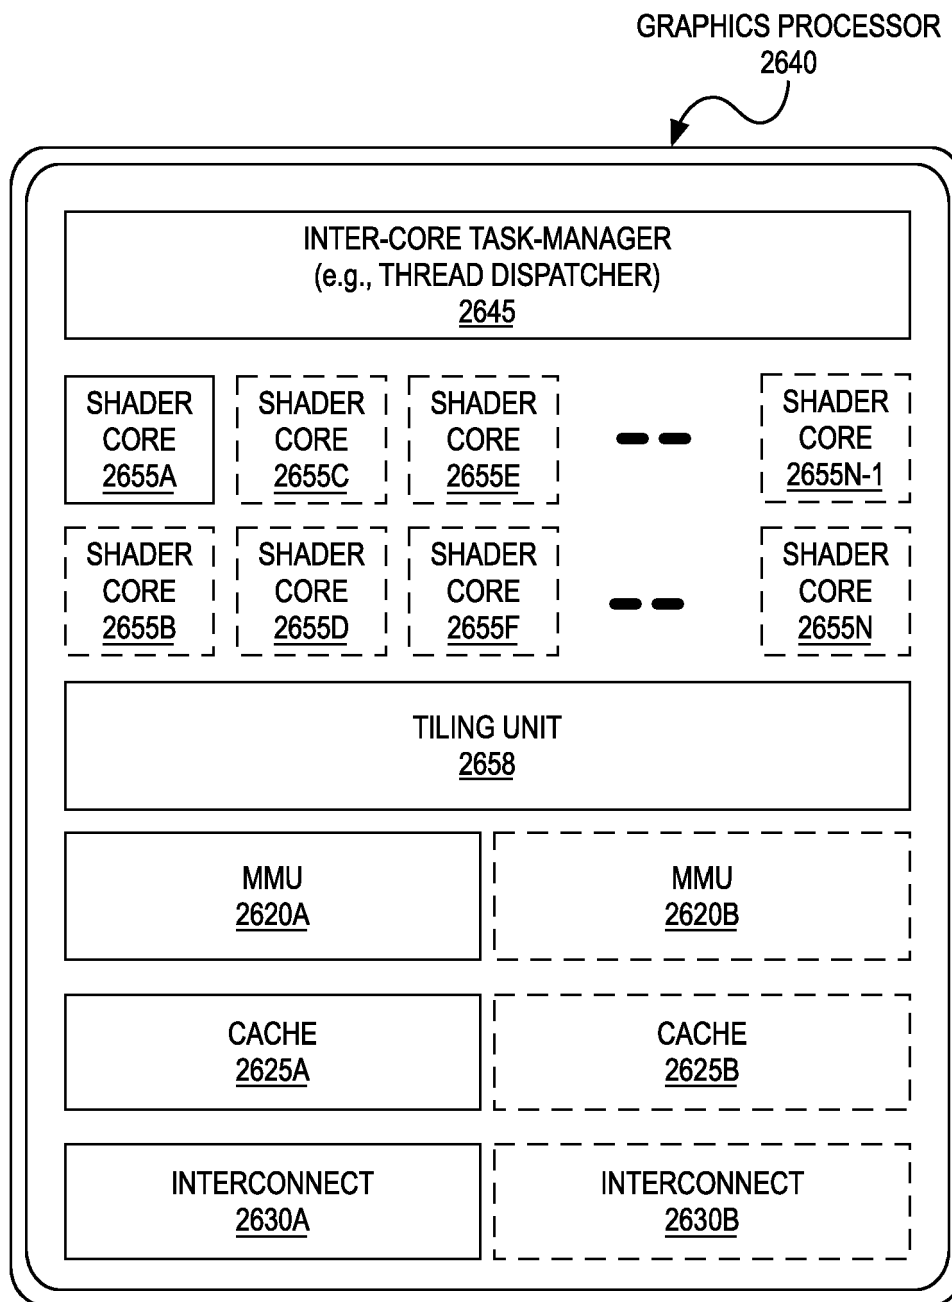 GRAPHICS PROCESSOR
2640
INTER-CORE TASK-MANAGER
(e.g., THREAD DISPATCHER)
2645
SHADER
CORE
2655A
SHADER
CORE
2655C
SHADER
CORE
2655E
SHADER
CORE
2655N-1
SHADER
CORE
2655B
SHADER
CORE
2655D
SHADER
CORE
2655F
SHADER
CORE
2655N
TILING UNIT
2658
MMU
2620A
MMU
2620B
CACHE
2625A
CACHE
2625B
INTERCONNECT
2630A
INTERCONNECT
2630B